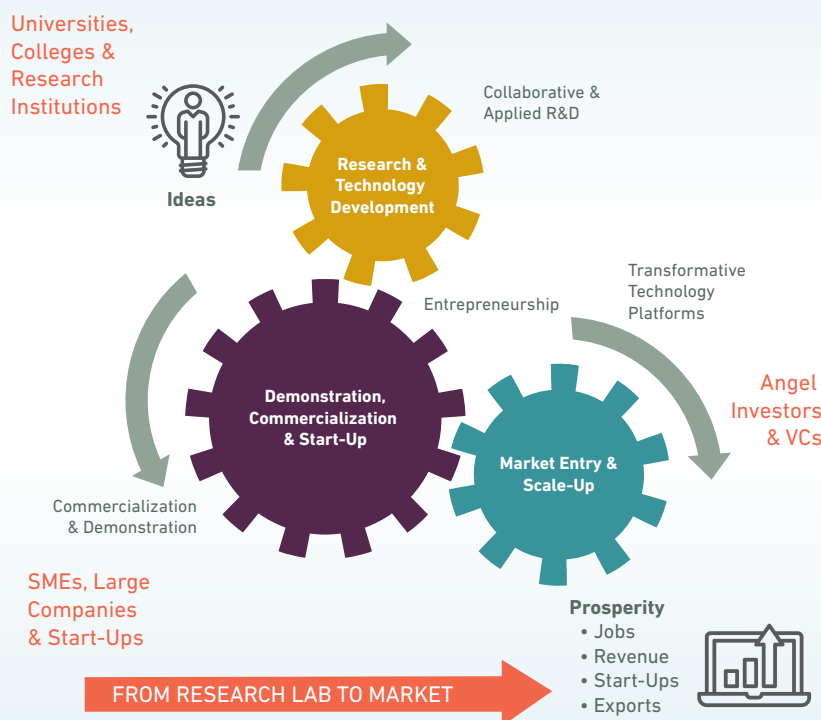 Universities,
Colleges &
Research
Institutions
Ideas
Collaborative &
Applied R&D
Research &
Technology
Development
Entrepreneurship
Transformative
Technology
Platforms
Angel
Investors
& VCs
Demonstration,
Commercialization
& Start-Up
Market Entry &
Scale-Up
Commercialization
& Demonstration
SMEs, Large
Companies
& Start-Ups
Prosperity
• Jobs
• Revenue
• Start-Ups
• Exports
FROM RESEARCH LAB TO MARKET